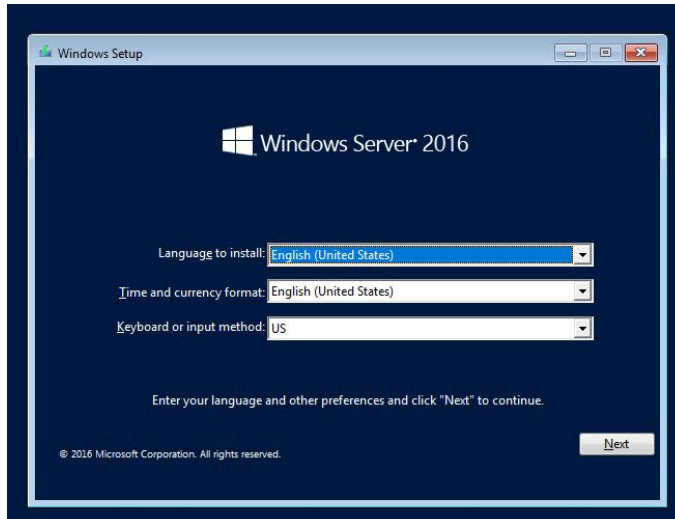 Windows Setup
Windows Server® 2016
Language to install: English (United States)
Time and currency format: English (United States)
Keyboard or input method: US
Enter your language and other preferences and click "Next" to continue.
Next
© 2016 Microsoft Corporation. All rights reserved.